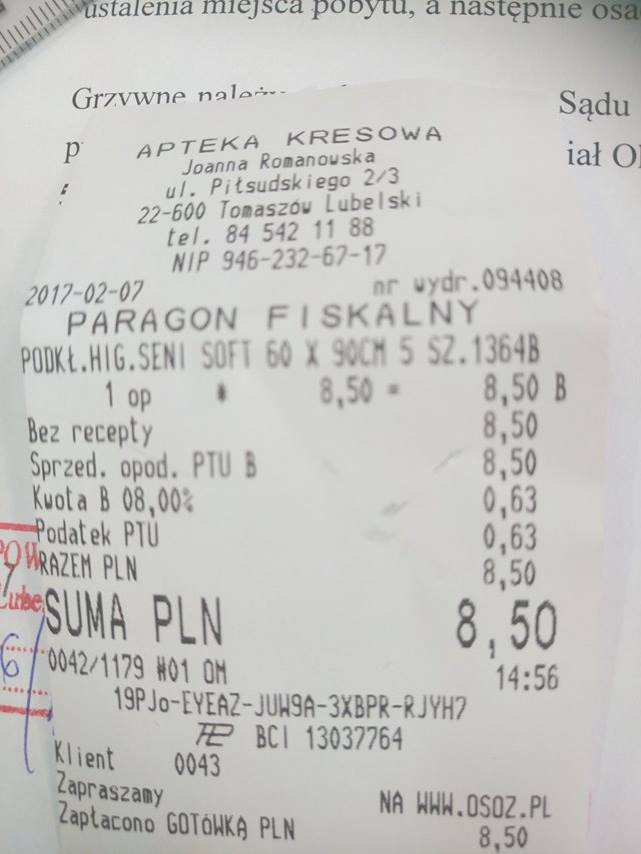 ustalenia miejsca pobytu, a następnie osa
Grzywnę należy Sądu
iał
APTEKA KRESOWA
Joanna Romanowska
ul. Piłsudskiego 2/3
22-600 Tomaszów Lubelski
tel. 84 542 11 88
NIP 946-232-67-17
2017-02-07 nr wydr.094408
PARAGON FISKALNY
PODKŁ.HIG.SENI SOFT 60 X 90CM 5 SZ.1364B
1 op * 8,50 = 8,50 B
Bez recepty 8,50
Sprzed. opod. PTU B 8,50
Kwota B 08,00% 0,63
Podatek PTU 0,63
RAZEM PLN 8,50
SUMA PLN 8,50
0042/1179 #01 OM 14:56
19PJo-EYEAZ-JUW9A-3XBPR-RJYH7
BCI 13037764
Klient 0043
Zapraszamy NA WWW.OSOZ.PL
Zapłacono GOTÓWKĄ PLN 8,50